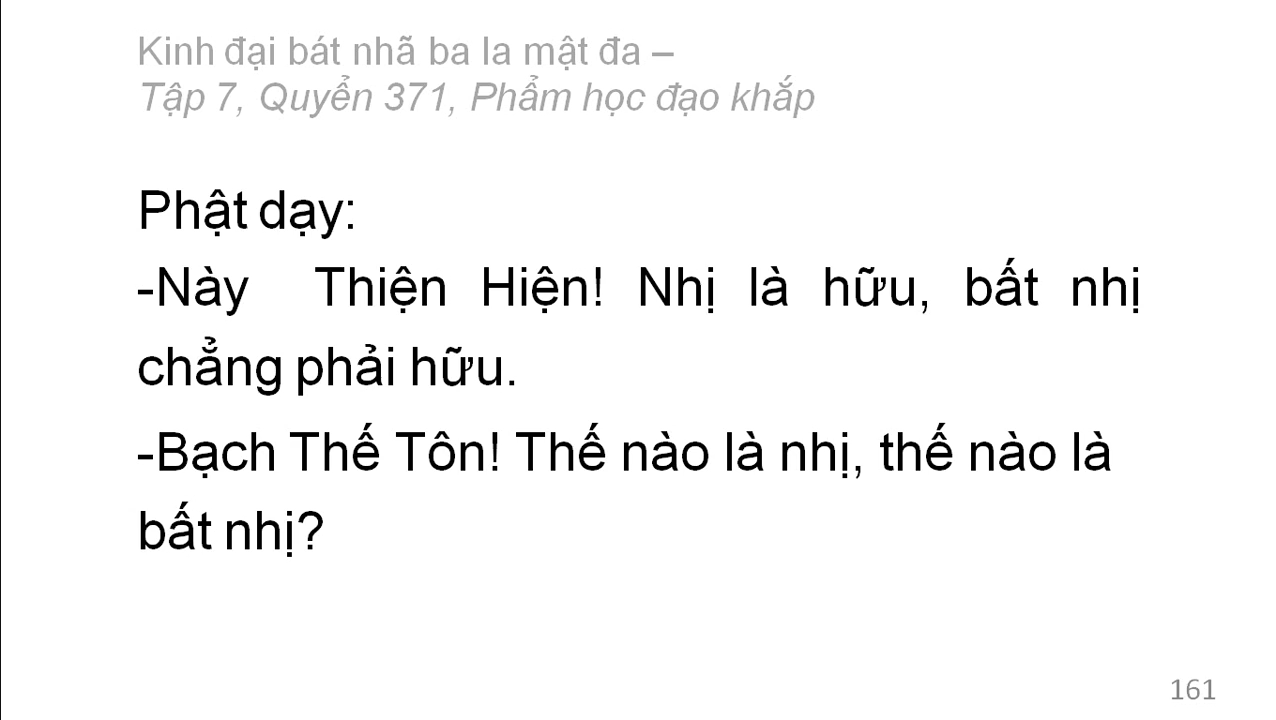 Kinh đại bát nhã ba la mật đa –
Tập 7, Quyển 371, Phẩm học đạo khắp
Phật dạy:
-Này Thiện Hiện! Nhị là hữu, bất nhị
chẳng phải hữu.
-Bạch Thế Tôn! Thế nào là nhị, thế nào là
bất nhị?
161